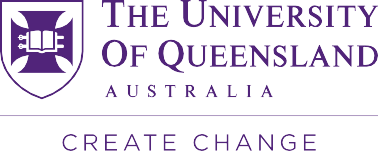 THE UNIVERSITY
OF QUEENSLAND
AUSTRALIA
CREATE CHANGE